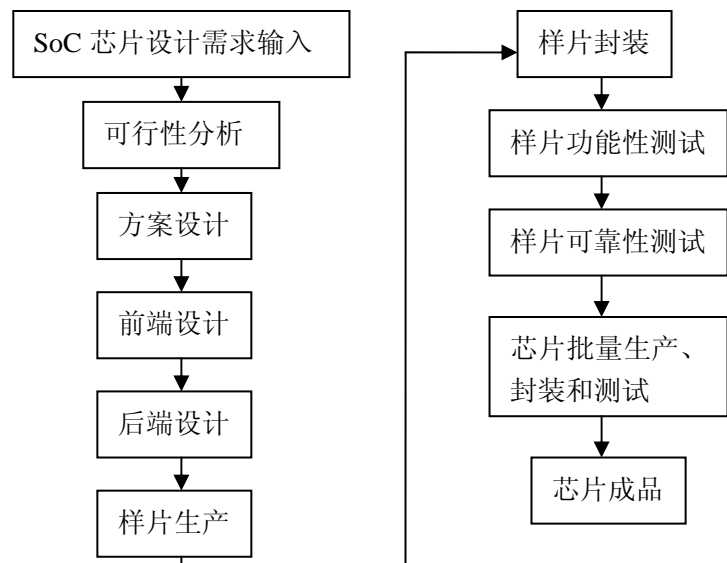 SoC 芯片设计需求输入
可行性分析
方案设计
前端设计
后端设计
样片生产
样片封装
样片功能性测试
样片可靠性测试
芯片批量生产、
封装和测试
芯片成品